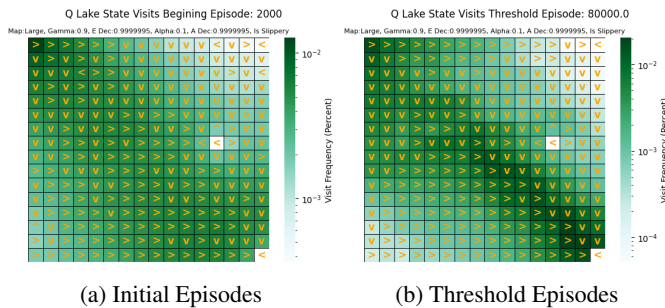 Q Lake State Visits Begining Episode: 2000
Map:Large, Gamma:0.9, E Dec:0.9999995, Alpha:0.1, A Dec:0.9999995, Is Slippery
10⁻²
10⁻³
Visit Frequency (Percent)
(a) Initial Episodes
Q Lake State Visits Threshold Episode: 80000.0
Map:Large, Gamma:0.9, E Dec:0.9999995, Alpha:0.1, A Dec:0.9999995, Is Slippery
10⁻²
10⁻³
10⁻⁴
Visit Frequency (Percent)
(b) Threshold Episodes